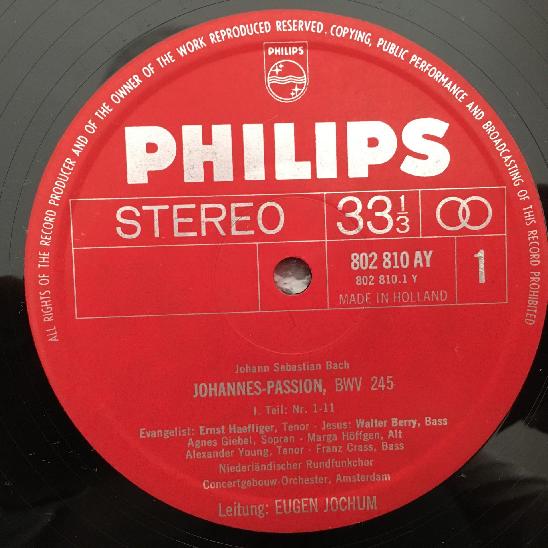 ALL RIGHTS OF THE RECORD PRODUCER AND OF THE OWNER OF THE WORK REPRODUCED RESERVED. COPYING, PUBLIC PERFORMANCE AND BROADCASTING OF THIS RECORD PROHIBITED
PHILIPS
PHILIPS
STEREO 33 1/3
802 810 AY 1
802 810.1 Y
MADE IN HOLLAND
Johann Sebastian Bach
JOHANNES-PASSION, BWV 245
I. Teil: Nr. 1-11
Evangelist: Ernst Haefliger, Tenor - Jesus: Walter Berry, Bass
Agnes Giebel, Sopran - Marga Höffgen, Alt
Alexander Young, Tenor - Franz Crass, Bass
Niederländischer Rundfunkchor
Concertgebouw-Orchester, Amsterdam
Leitung: EUGEN JOCHUM